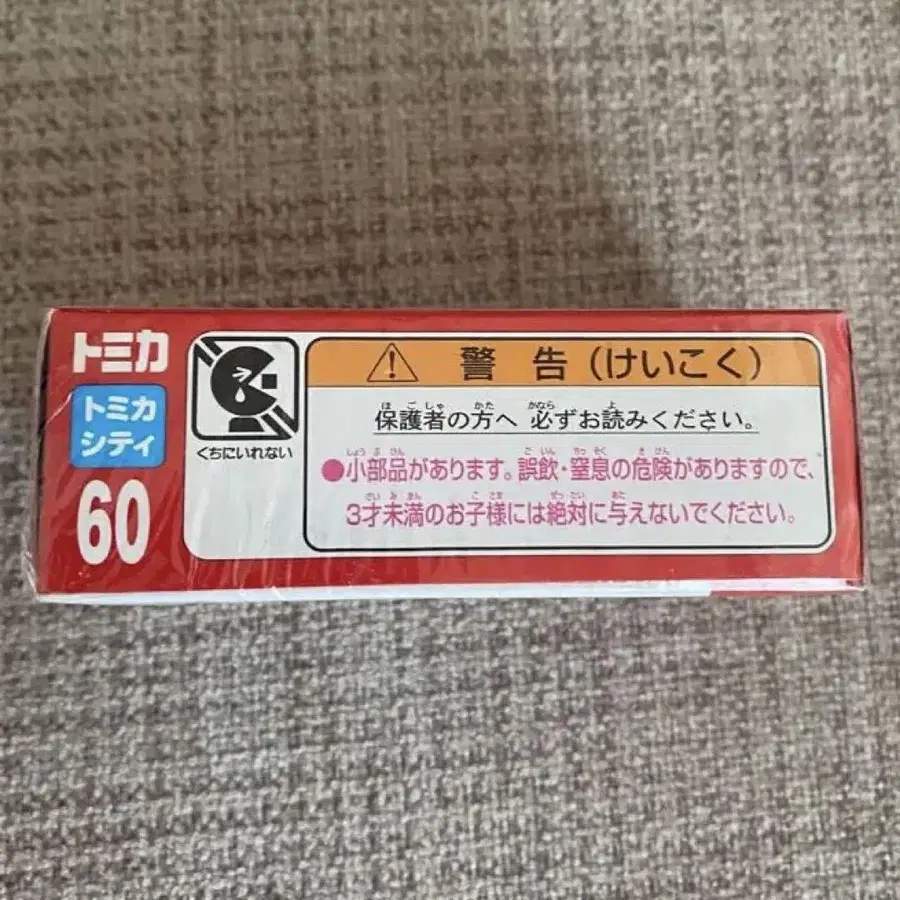 トミカ
トミカ
シティ
60
くちにいれない
警告(けいこく)
保護者の方へ 必ずお読みください。
●小部品があります。誤飲・窒息の危険がありますので、
3才未満のお子様には絶対に与えないでください。